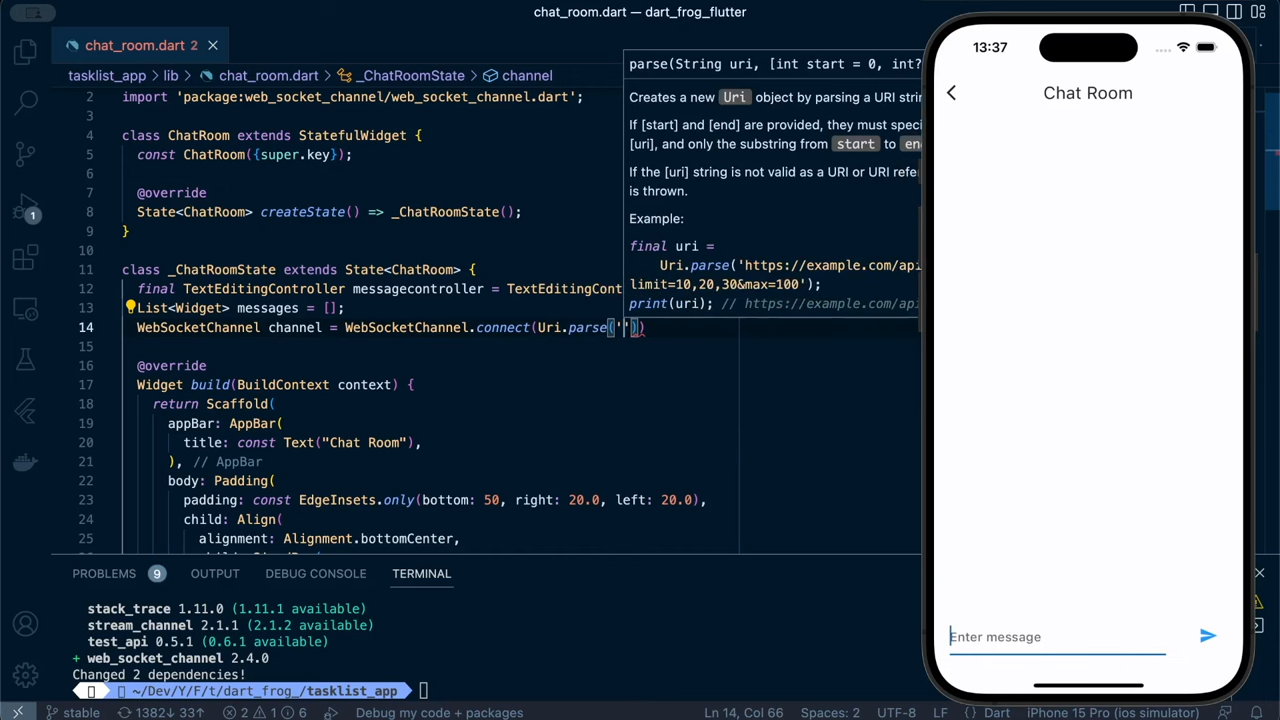 chat_room.dart — dart_frog_flutter
chat_room.dart 2
tasklist_app > lib > chat_room.dart > _ChatRoomState > channel
2 import 'package:web_socket_channel/web_socket_channel.dart';
3
4 class ChatRoom extends StatefulWidget {
5 const ChatRoom({super.key});
6
7 @override
8 State<ChatRoom> createState() => _ChatRoomState();
9 }
10
11 class _ChatRoomState extends State<ChatRoom> {
12 final TextEditingController messagecontroller = TextEditingCont
13 List<Widget> messages = [];
14 WebSocketChannel channel = WebSocketChannel.connect(Uri.parse(''))
15
16 @override
17 Widget build(BuildContext context) {
18 return Scaffold(
19 appBar: AppBar(
20 title: const Text("Chat Room"),
21 ), // AppBar
22 body: Padding(
23 padding: const EdgeInsets.only(bottom: 50, right: 20.0, left: 20.0),
24 child: Align(
25 alignment: Alignment.bottomCenter,
parse(String uri, [int start = 0, int?
Creates a new Uri object by parsing a URI strin
If [start] and [end] are provided, they must speci
[uri], and only the substring from start to en
If the [uri] string is not valid as a URI or URI refe
is thrown.
Example:
final uri =
Uri.parse('https://example.com/api
limit=10,20,30&max=100');
print(uri); // https://example.com/api
1
PROBLEMS 9 OUTPUT DEBUG CONSOLE TERMINAL
stack_trace 1.11.0 (1.11.1 available)
stream_channel 2.1.1 (2.1.2 available)
test_api 0.5.1 (0.6.1 available)
+ web_socket_channel 2.4.0
Changed 2 dependencies!
~/Dev/Y/F/t/dart_frog_/tasklist_app
stable 1382↓ 33↑ 2 1 6 Debug my code + packages Ln 14, Col 66 Spaces: 2 UTF-8 LF {} Dart iPhone 15 Pro (ios simulator)
13:37
Chat Room
Enter message